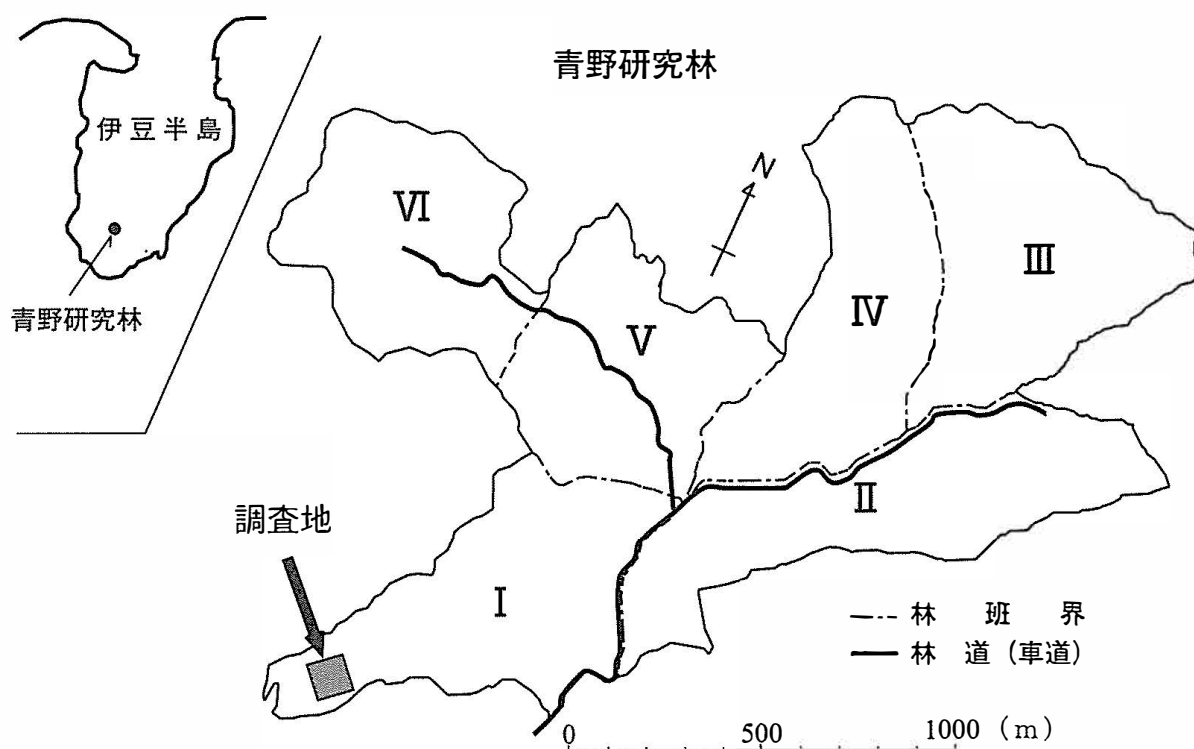 青野研究林
伊豆半島
青野研究林
N
VI
V
IV
III
II
I
調査地
林班界
林道(車道)
0 500 1000 (m)